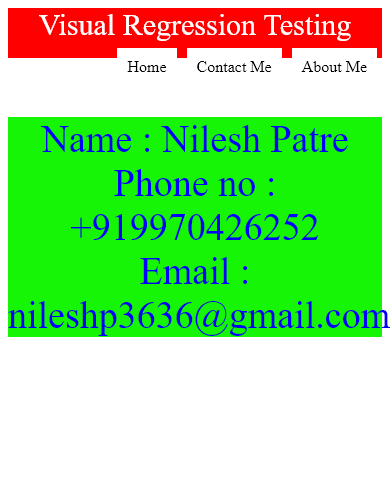 Visual Regression Testing
Home Contact Me About Me
Name : Nilesh Patre
Phone no :
+919970426252
Email :
nileshp3636@gmail.com